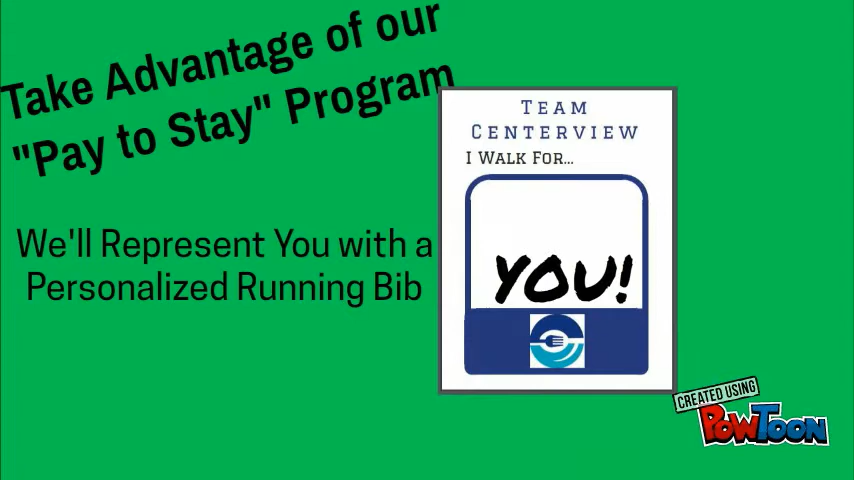 Take Advantage of our
"Pay to Stay" Program
We'll Represent You with a
Personalized Running Bib
TEAM
CENTERVIEW
I WALK FOR...
YOU!
CREATED USING
POWTOON